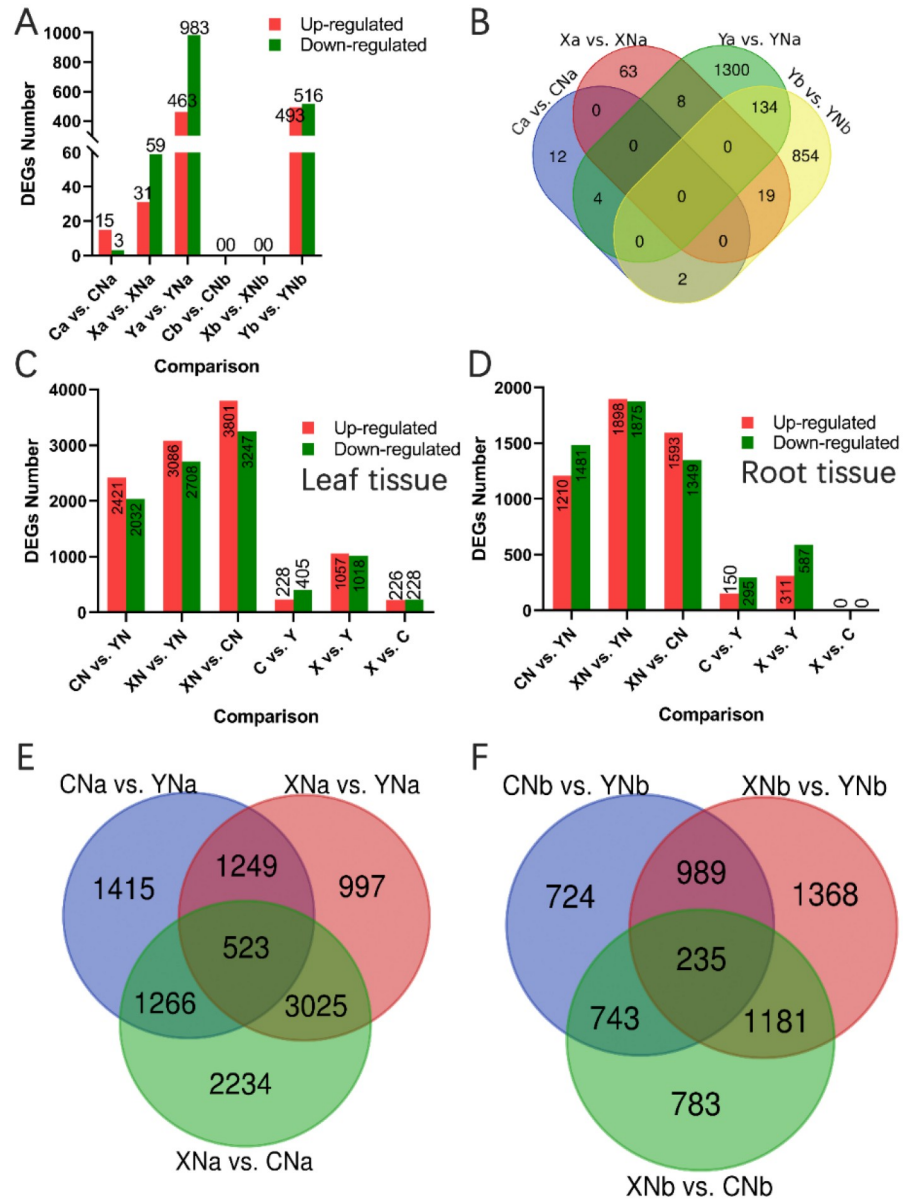 A
Up-regulated
Down-regulated
DEGs Number
1000
800
600
400
60
40
20
0
15
3
31
59
463
983
00
00
493
516
Ca vs. CNa
Xa vs. XNa
Ya vs. YNa
Cb vs. CNb
Xb vs. XNb
Yb vs. YNb
Comparison
B
Ca vs. CNa
Xa vs. XNa
Ya vs. YNa
Yb vs. YNb
63
1300
0
8
134
12
0
0
854
4
0
19
0
0
2
C
Up-regulated
Down-regulated
Leaf tissue
DEGs Number
4000
3000
2000
1000
0
2421
2032
3086
2708
3801
3247
228
405
1057
1018
226
228
CN vs. YN
XN vs. YN
XN vs. CN
C vs. Y
X vs. Y
X vs. C
Comparison
D
Up-regulated
Down-regulated
Root tissue
DEGs Number
2000
1500
1000
500
0
1210
1481
1898
1875
1593
1349
150
295
311
587
0
0
CN vs. YN
XN vs. YN
XN vs. CN
C vs. Y
X vs. Y
X vs. C
Comparison
E
CNa vs. YNa
XNa vs. YNa
1415
1249
997
523
1266
3025
2234
XNa vs. CNa
F
CNb vs. YNb
XNb vs. YNb
724
989
1368
235
743
1181
783
XNb vs. CNb